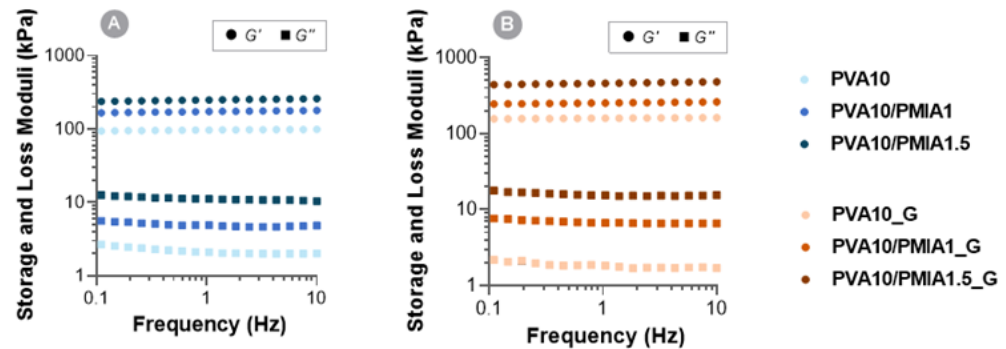 A
G' G"
Storage and Loss Moduli (kPa)
1000
100
10
1
0.1 1 10
Frequency (Hz)
B
G' G"
Storage and Loss Moduli (kPa)
1000
100
10
1
0.1 1 10
Frequency (Hz)
PVA10
PVA10/PMIA1
PVA10/PMIA1.5
PVA10_G
PVA10/PMIA1_G
PVA10/PMIA1.5_G